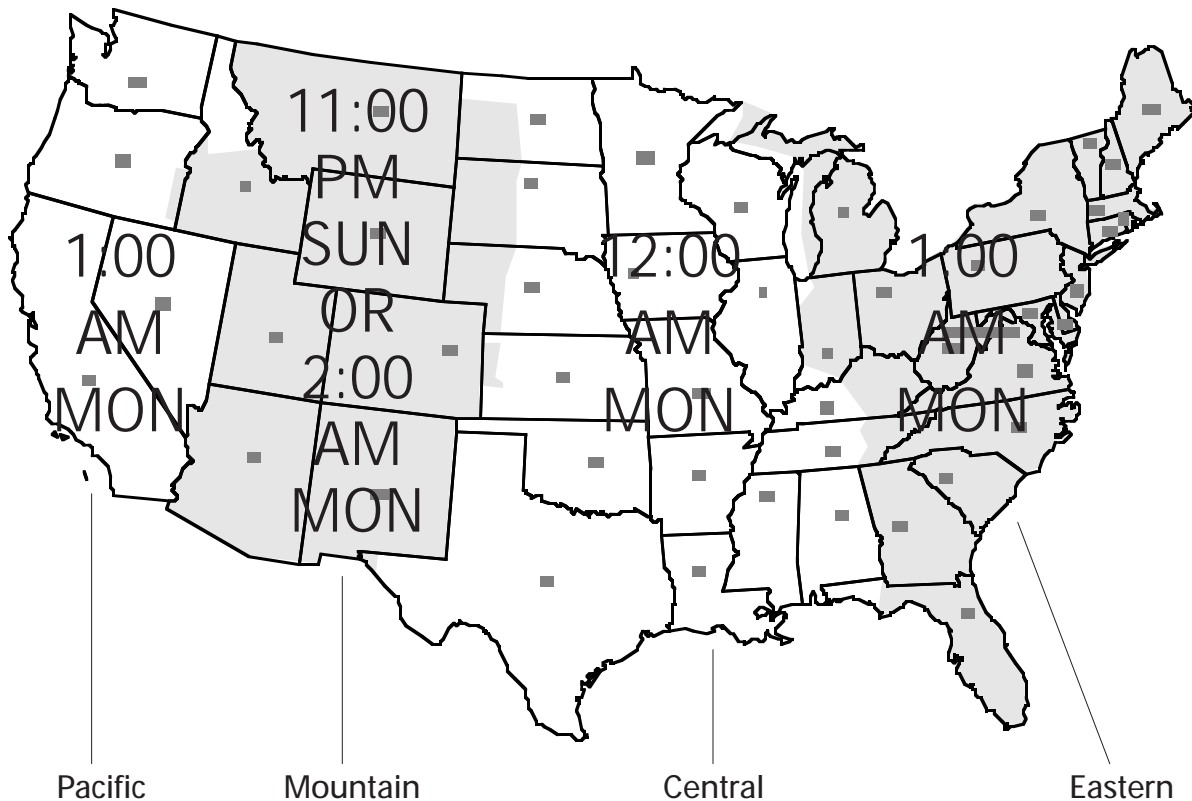 1:00
AM
MON
11:00
PM
SUN
OR
2:00
AM
MON
12:00
AM
MON
1:00
AM
MON
Pacific
Mountain
Central
Eastern